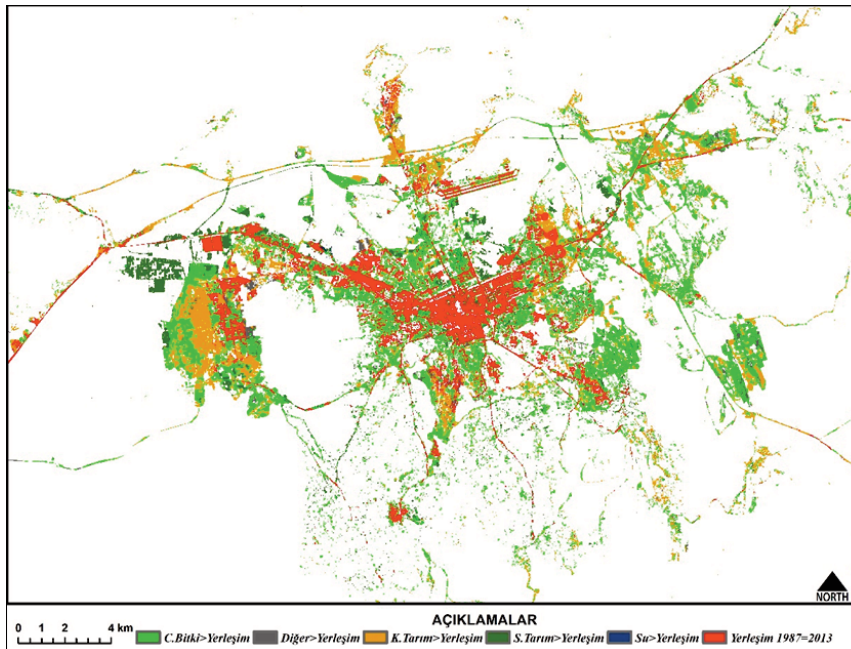 NORTH
AÇIKLAMALAR
0 1 2 4 km
C.Bitki>Yerleşim Diğer>Yerleşim K.Tarım>Yerleşim S.Tarım>Yerleşim Su>Yerleşim Yerleşim 1987=2013